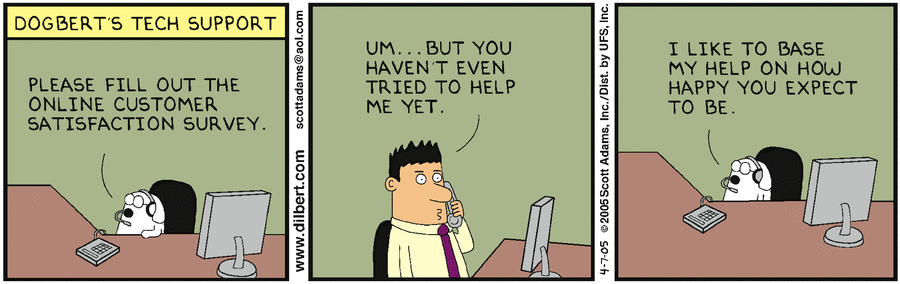 DOGBERT'S TECH SUPPORT
PLEASE FILL OUT THE
ONLINE CUSTOMER
SATISFACTION SURVEY.
www.dilbert.com
scottadams@aol.com
UM...BUT YOU
HAVEN'T EVEN
TRIED TO HELP
ME YET.
4-7-05 ©2005 Scott Adams, Inc./Dist. by UFS, Inc.
I LIKE TO BASE
MY HELP ON HOW
HAPPY YOU EXPECT
TO BE.